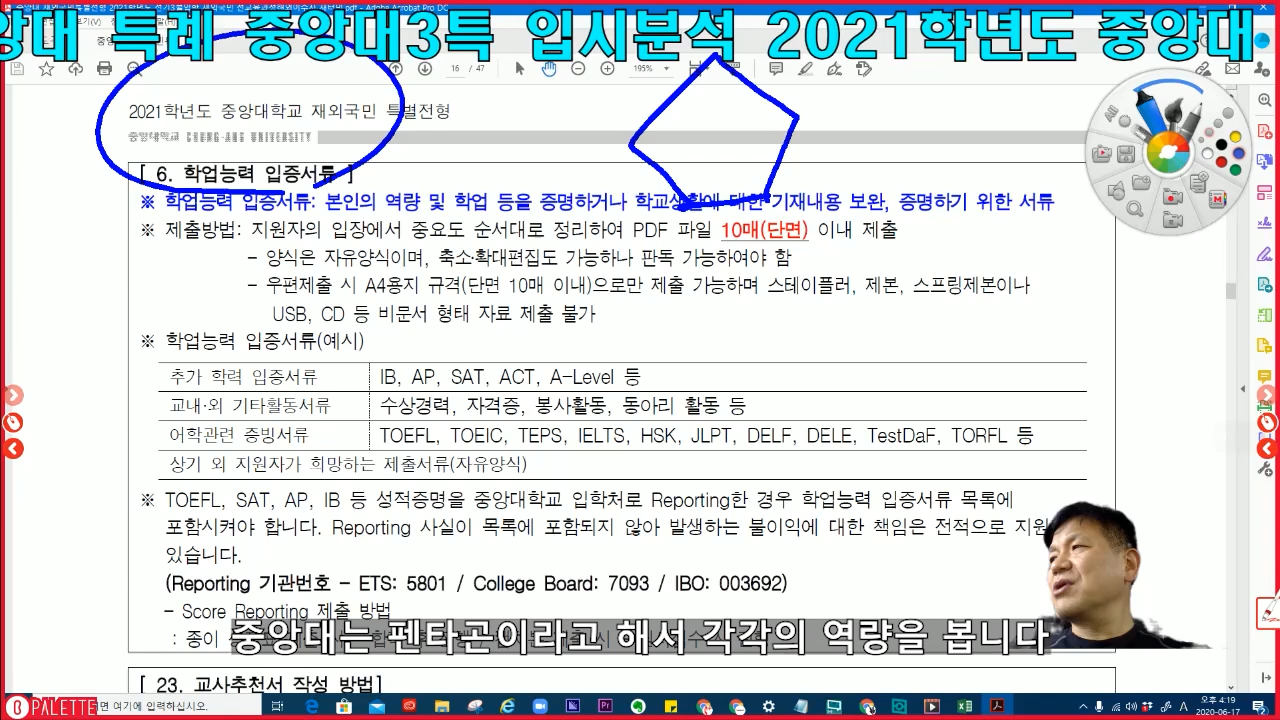 앙대 특례 중앙대3특 입시분석 2021학년도 중앙대
16 / 47
195%
2021학년도 중앙대학교 재외국민 특별전형
중앙대학교 CHUNG-ANG UNIVERSITY
[ 6. 학업능력 입증서류 ]
※ 학업능력 입증서류: 본인의 역량 및 학업 등을 증명하거나 학교생활에 대한 기재내용 보완, 증명하기 위한 서류
※ 제출방법: 지원자의 입장에서 중요도 순서대로 정리하여 PDF 파일 10매(단면) 이내 제출
- 양식은 자유양식이며, 축소·확대편집도 가능하나 판독 가능하여야 함
- 우편제출 시 A4용지 규격(단면 10매 이내)으로만 제출 가능하며 스테이플러, 제본, 스프링제본이나
USB, CD 등 비문서 형태 자료 제출 불가
※ 학업능력 입증서류(예시)
추가 학력 입증서류 IB, AP, SAT, ACT, A-Level 등
교내·외 기타활동서류 수상경력, 자격증, 봉사활동, 동아리 활동 등
어학관련 증빙서류 TOEFL, TOEIC, TEPS, IELTS, HSK, JLPT, DELF, DELE, TestDaF, TORFL 등
상기 외 지원자가 희망하는 제출서류(자유양식)
※ TOEFL, SAT, AP, IB 등 성적증명을 중앙대학교 입학처로 Reporting한 경우 학업능력 입증서류 목록에
포함시켜야 합니다. Reporting 사실이 목록에 포함되지 않아 발생하는 불이익에 대한 책임은 전적으로 지원
있습니다.
(Reporting 기관번호 - ETS: 5801 / College Board: 7093 / IBO: 003692)
- Score Reporting 제출 방법
: 종이
중앙대는 펜타곤이라고 해서 각각의 역량을 봅니다
[ 23. 교사추천서 작성 방법]
PALETTE
면 여기에 입력하십시오.
오후 4:19
2020-06-17